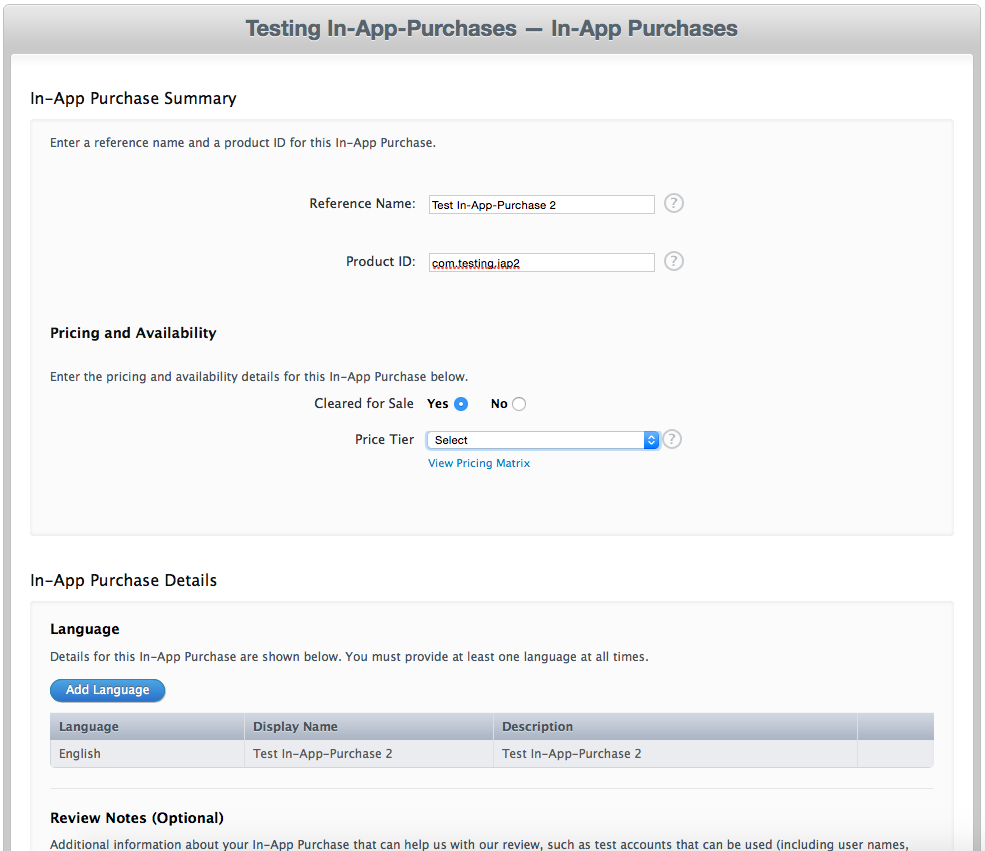 Testing In-App-Purchases — In-App Purchases
In-App Purchase Summary
Enter a reference name and a product ID for this In-App Purchase.
Reference Name: Test In-App-Purchase 2 ?
Product ID: com.testing.iap2 ?
Pricing and Availability
Enter the pricing and availability details for this In-App Purchase below.
Cleared for Sale Yes No
Price Tier Select ?
View Pricing Matrix
In-App Purchase Details
Language
Details for this In-App Purchase are shown below. You must provide at least one language at all times.
Add Language
Language Display Name Description
English Test In-App-Purchase 2 Test In-App-Purchase 2
Review Notes (Optional)
Additional information about your In-App Purchase that can help us with our review, such as test accounts that can be used (including user names,